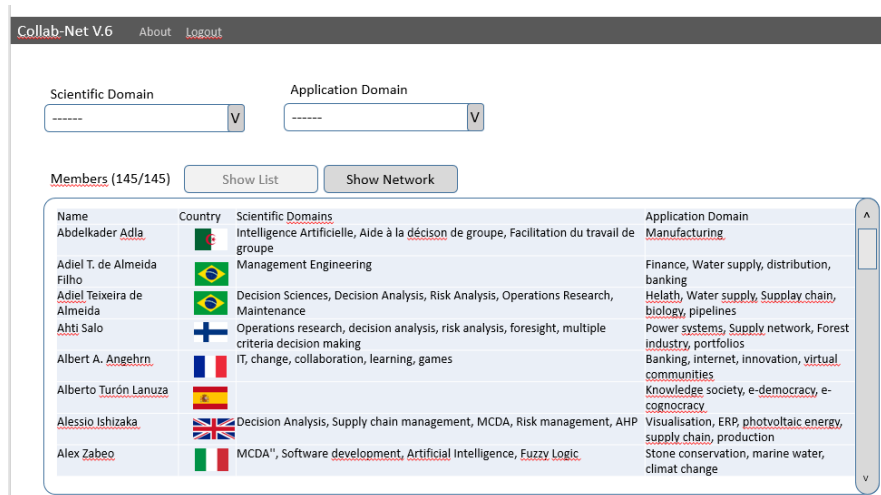 Collab-Net V.6 About Logout
Scientific Domain Application Domain
------ V ------ V
Members (145/145) Show List Show Network
Name Country Scientific Domains Application Domain
Abdelkader Adla Intelligence Artificielle, Aide à la décison de groupe, Facilitation du travail de Manufacturing
groupe
Adiel T. de Almeida Management Engineering Finance, Water supply, distribution,
Filho banking
Adiel Teixeira de Decision Sciences, Decision Analysis, Risk Analysis, Operations Research, Helath, Water supply, Supplay chain,
Almeida Maintenance biology, pipelines
Ahti Salo Operations research, decision analysis, risk analysis, foresight, multiple Power systems, Supply network, Forest
criteria decision making industry, portfolios
Albert A. Angehrn IT, change, collaboration, learning, games Banking, internet, innovation, virtual
communities
Alberto Turón Lanuza Knowledge society, e-democracy, e-
cognocracy
Alessio Ishizaka Decision Analysis, Supply chain management, MCDA, Risk management, AHP Visualisation, ERP, photvoltaic energy,
supply chain, production
Alex Zabeo MCDA'', Software development, Artificial Intelligence, Fuzzy Logic Stone conservation, marine water,
climat change